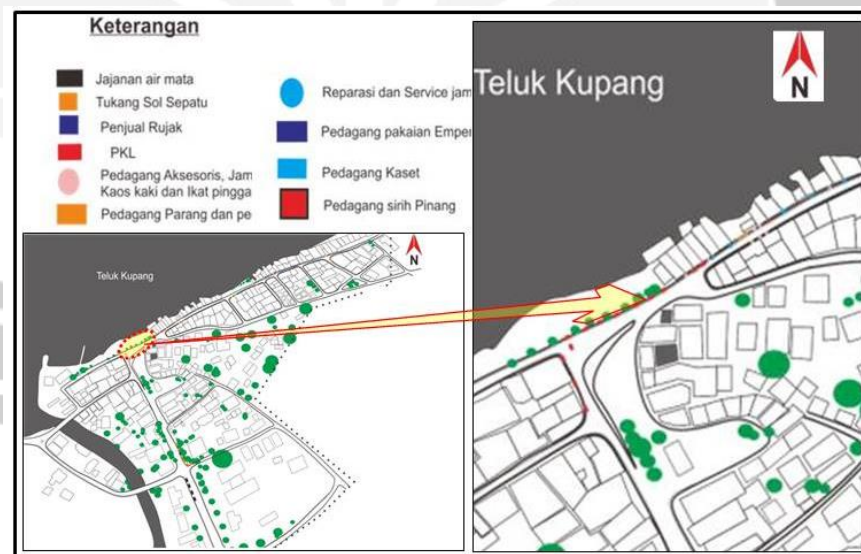 Keterangan
Jajanan air mata
Tukang Sol Sepatu
Penjual Rujak
PKL
Pedagang Aksesoris, Jam
Kaos kaki dan Ikat pingga
Pedagang Parang dan pe
Reparasi dan Service jam
Pedagang pakaian Emper
Pedagang Kaset
Pedagang sirih Pinang
Teluk Kupang
N
Teluk Kupang
N